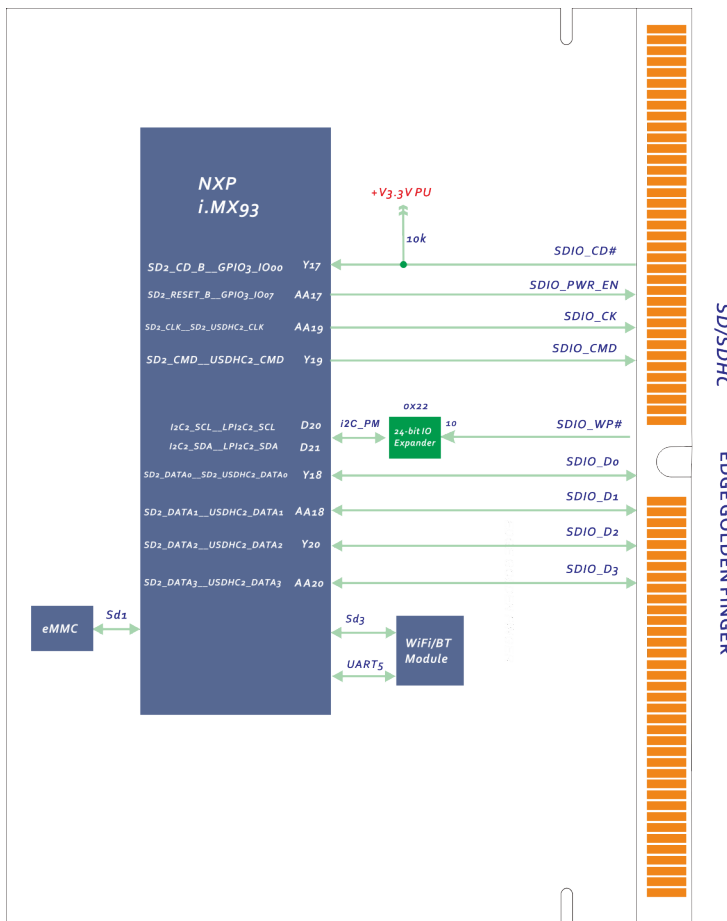 NXP
i.MX93
+V3.3V PU
10k
SD2_CD_B__GPIO3_IO00 Y17 SDIO_CD#
SD2_RESET_B__GPIO3_IO07 AA17 SDIO_PWR_EN
SD2_CLK__SD2_USDHC2_CLK AA19 SDIO_CK
SD2_CMD__USDHC2_CMD Y19 SDIO_CMD
0x22
I2C2_SCL__LPI2C2_SCL D20 i2C_PM 24-bit IO Expander 10 SDIO_WP#
I2C2_SDA__LPI2C2_SDA D21
SD2_DATA0__SD2_USDHC2_DATA0 Y18 SDIO_D0
SD2_DATA1__USDHC2_DATA1 AA18 SDIO_D1
SD2_DATA2__USDHC2_DATA2 Y20 SDIO_D2
SD2_DATA3__USDHC2_DATA3 AA20 SDIO_D3
eMMC Sd1
Sd3
WiFi/BT
Module
UART5
SD/SDHC
EDGE GOLDEN FINGER